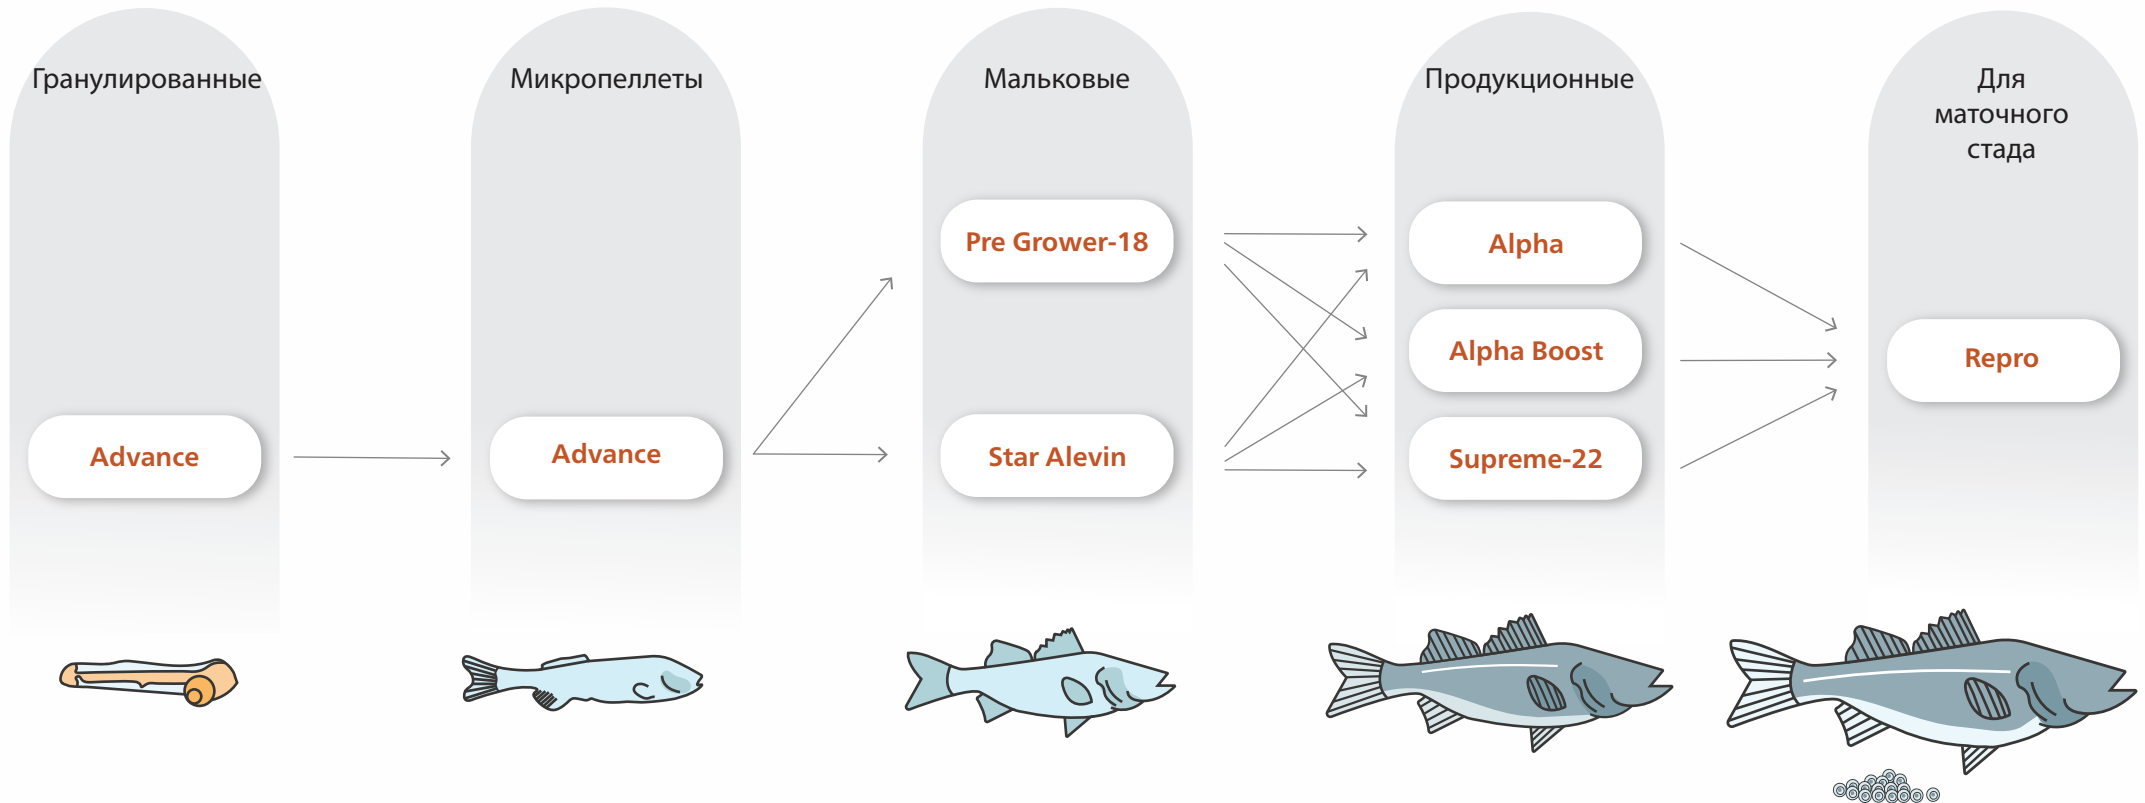 Гранулированные
Микропеллеты
Мальковые
Продукционные
Для
маточного
стада
Pre Grower-18
Alpha
Alpha Boost
Repro
Advance
Advance
Star Alevin
Supreme-22